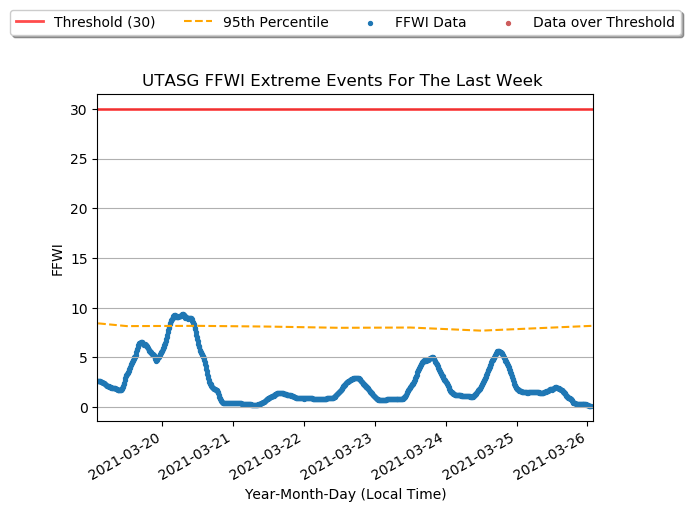 Threshold (30) 95th Percentile FFWI Data Data over Threshold
UTASG FFWI Extreme Events For The Last Week
30
25
20
15
10
5
0
FFWI
2021-03-20 2021-03-21 2021-03-22 2021-03-23 2021-03-24 2021-03-25 2021-03-26
Year-Month-Day (Local Time)